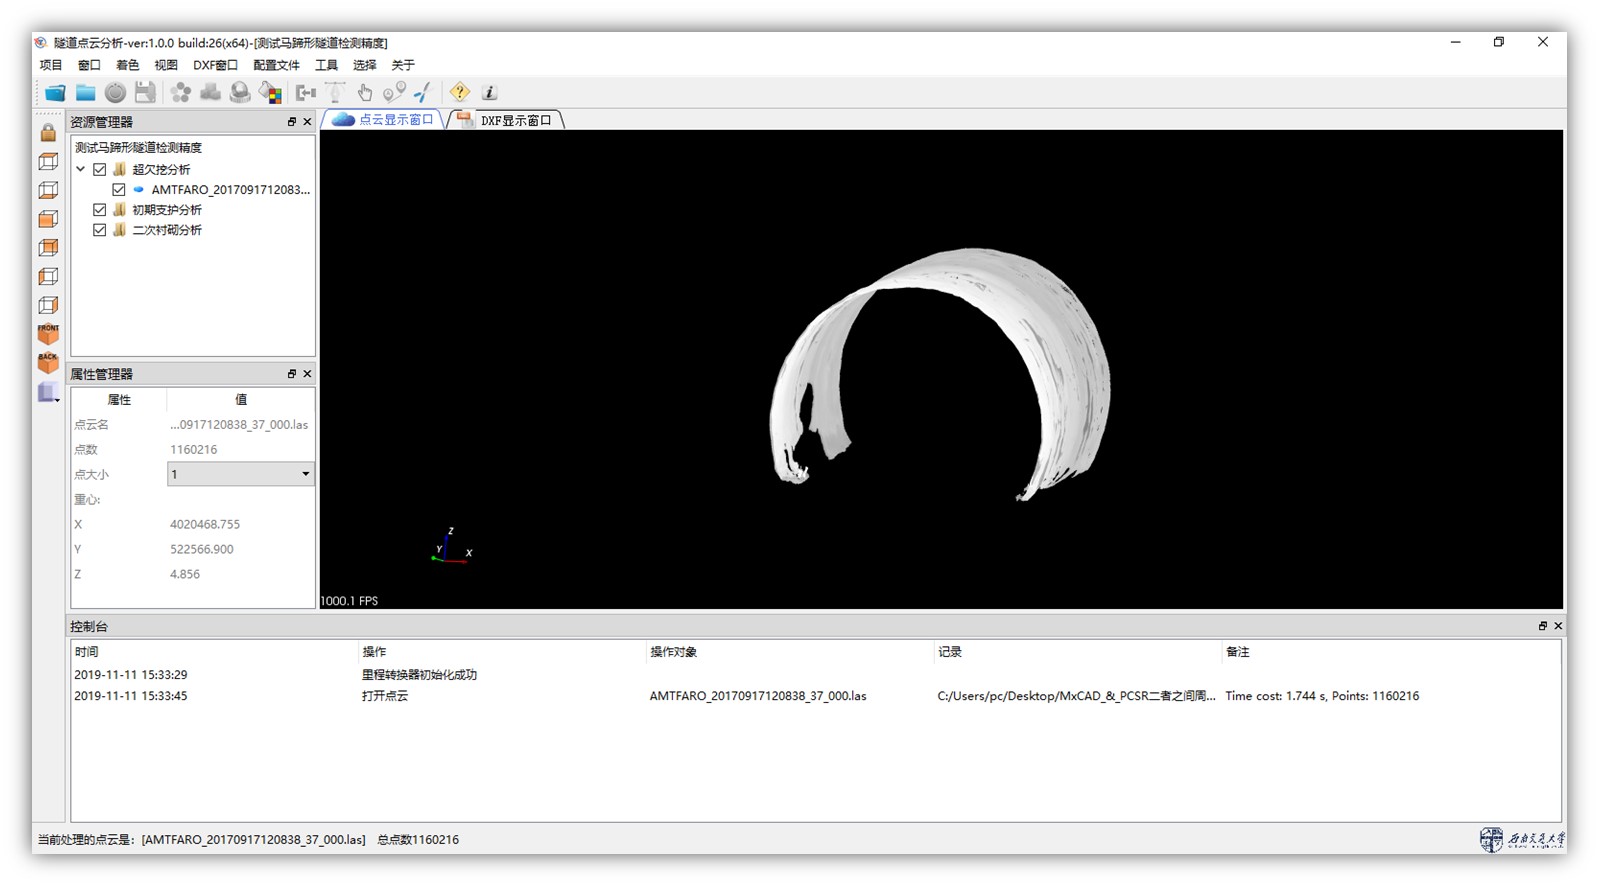 隧道点云分析-ver:1.0.0 build:26(x64)-[测试马蹄形隧道检测精度]
项目 窗口 着色 视图 DXF窗口 配置文件 工具 选择 关于
资源管理器
点云显示窗口 DXF显示窗口
测试马蹄形隧道检测精度
超欠挖分析
AMTFARO_2017091712083...
初期支护分析
二次衬砌分析
FRONT
BACK
属性管理器
属性 值
点云名 ...0917120838_37_000.las
点数 1160216
点大小 1
重心:
X 4020468.755
Y 522566.900
Z 4.856
Z
Y X
1000.1 FPS
控制台
时间 操作 操作对象 记录 备注
2019-11-11 15:33:29 里程转换器初始化成功
2019-11-11 15:33:45 打开点云 AMTFARO_20170917120838_37_000.las C:/Users/pc/Desktop/MxCAD_&_PCSR二者之间周... Time cost: 1.744 s, Points: 1160216
当前处理的点云是: [AMTFARO_20170917120838_37_000.las] 总点数1160216
西南交通大学